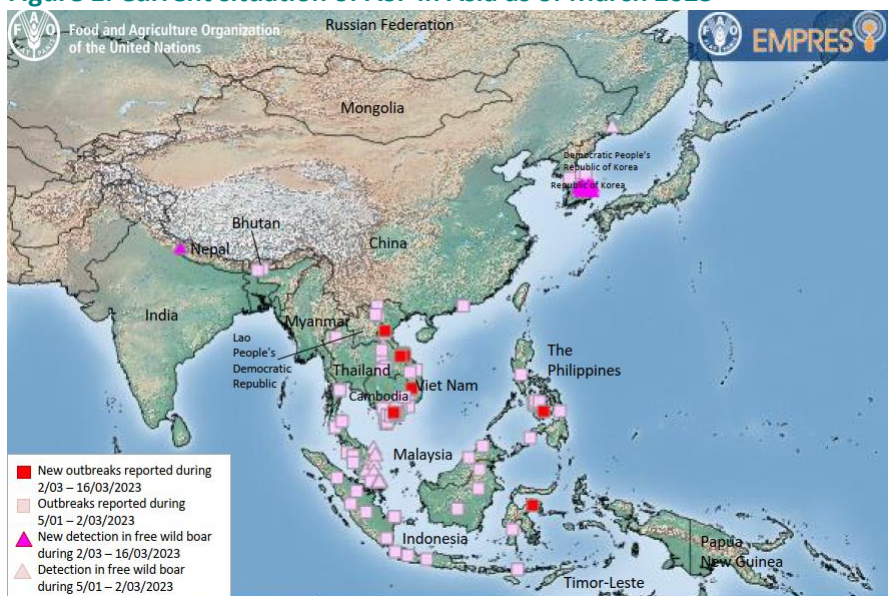 Figure 2. Current situation of ASF in Asia as of March 2023
Food and Agriculture Organization
of the United Nations
Russian Federation
EMPRES
Mongolia
Democratic People's
Republic of Korea
Republic of Korea
Bhutan
Nepal
China
India
Myanmar
Lao
People's
Democratic
Republic
Thailand
The
Philippines
Viet Nam
Cambodia
Malaysia
Indonesia
Papua
New Guinea
Timor-Leste
New outbreaks reported during
2/03 – 16/03/2023
Outbreaks reported during
5/01 – 2/03/2023
New detection in free wild boar
during 2/03 – 16/03/2023
Detection in free wild boar
during 5/01 – 2/03/2023